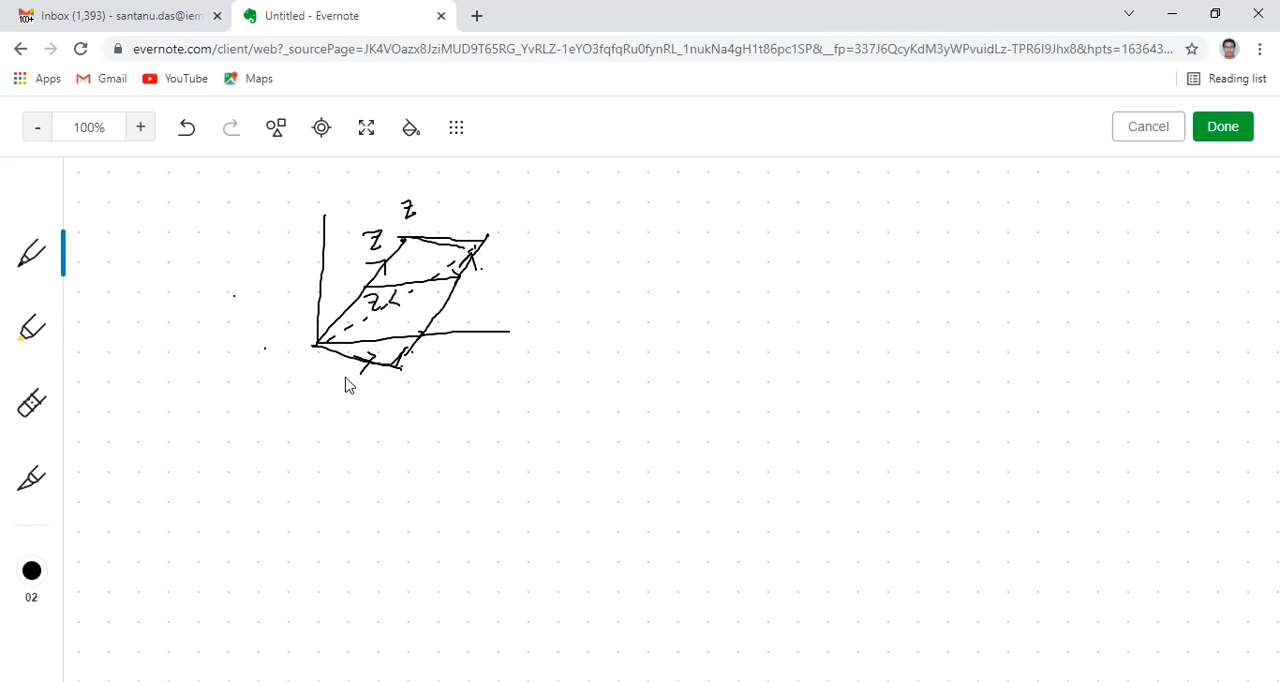 Inbox (1,393) - santanu.das@iem
Untitled - Evernote
evernote.com/client/web?_sourcePage=JK4VOazx8JziMUD9T65RG_YvRLZ-1eYO3fqfqRu0fynRL_1nukNa4gH1t86pc1SP&__fp=337J6QcyKdM3yWPvuidLz-TPR6I9Jhx8&hpts=163643...
Apps Gmail YouTube Maps Reading list
- 100% + Cancel Done
Z
Z
Z
02